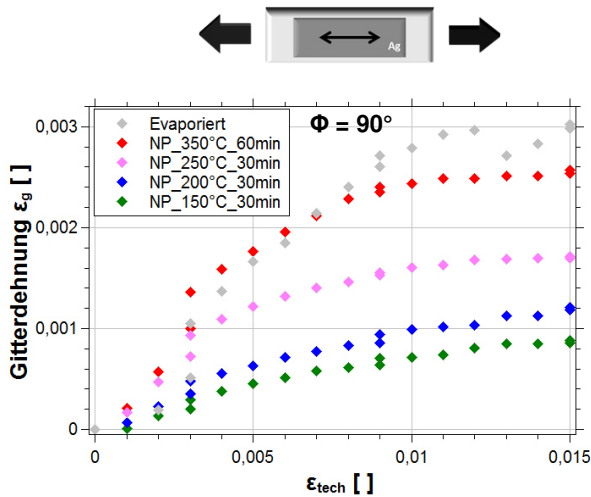 Ag
Φ = 90°
Evaporiert
NP_350°C_60min
NP_250°C_30min
NP_200°C_30min
NP_150°C_30min
0,003
0,002
0,001
0
Gitterdehnung εg [ ]
0
0,005
0,01
0,015
εtech [ ]